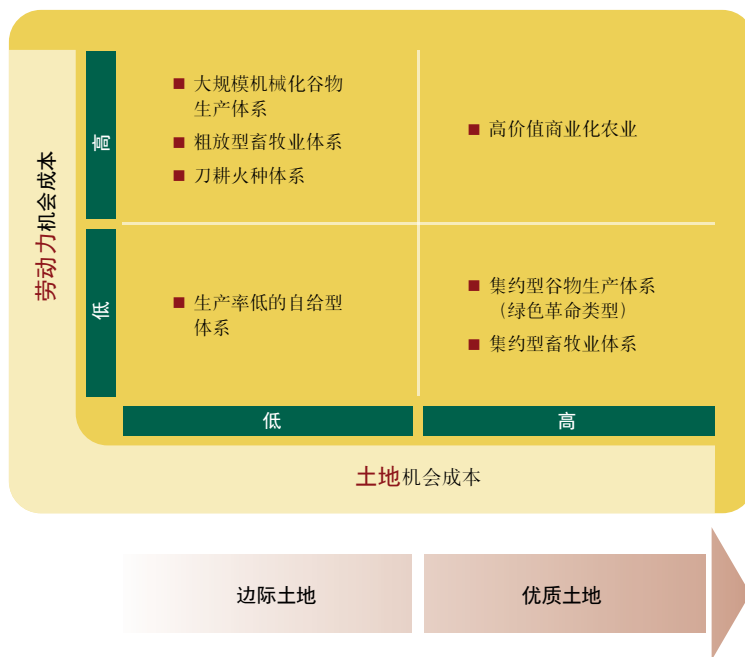 ■ 大规模机械化谷物
生产体系
■ 粗放型畜牧业体系
■ 刀耕火种体系
■ 高价值商业化农业
高
劳动力机会成本
■ 生产率低的自给型
体系
■ 集约型谷物生产体系
（绿色革命类型）
■ 集约型畜牧业体系
低
低
高
土地机会成本
边际土地
优质土地